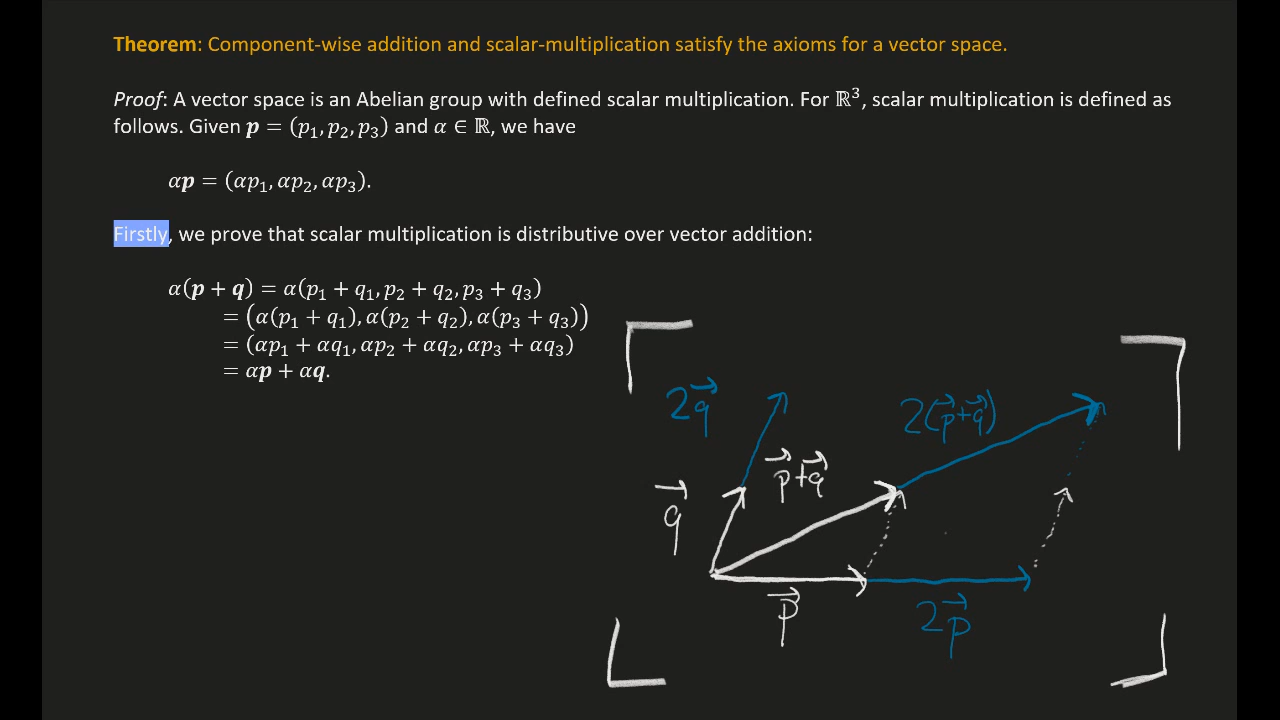 Theorem: Component-wise addition and scalar-multiplication satisfy the axioms for a vector space.
Proof: A vector space is an Abelian group with defined scalar multiplication. For ℝ³, scalar multiplication is defined as
follows. Given 𝒑 = (𝑝₁, 𝑝₂, 𝑝₃) and 𝛼 ∈ ℝ, we have
𝛼𝒑 = (𝛼𝑝₁, 𝛼𝑝₂, 𝛼𝑝₃).
Firstly, we prove that scalar multiplication is distributive over vector addition:
𝛼(𝒑 + 𝒒) = 𝛼(𝑝₁ + 𝑞₁, 𝑝₂ + 𝑞₂, 𝑝₃ + 𝑞₃)
= (𝛼(𝑝₁ + 𝑞₁), 𝛼(𝑝₂ + 𝑞₂), 𝛼(𝑝₃ + 𝑞₃))
= (𝛼𝑝₁ + 𝛼𝑞₁, 𝛼𝑝₂ + 𝛼𝑞₂, 𝛼𝑝₃ + 𝛼𝑞₃)
= 𝛼𝒑 + 𝛼𝒒.
2q⃗
2(p⃗+q⃗)
p⃗+q⃗
q⃗
p⃗
2p⃗